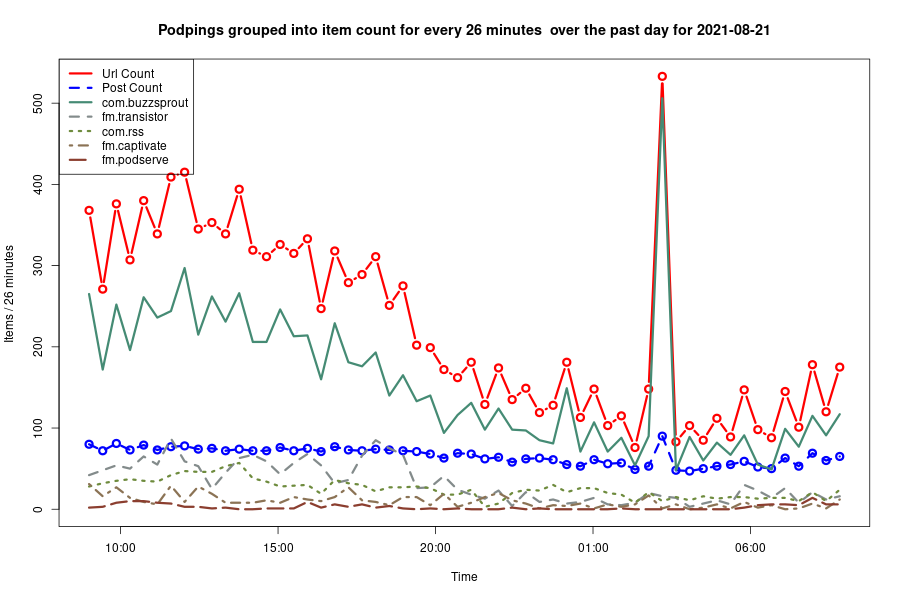 Podpings grouped into item count for every 26 minutes  over the past day for 2021-08-21
Url Count
Post Count
com.buzzsprout
fm.transistor
com.rss
fm.captivate
fm.podserve
Items / 26 minutes
500
400
300
200
100
0
10:00 15:00 20:00 01:00 06:00
Time